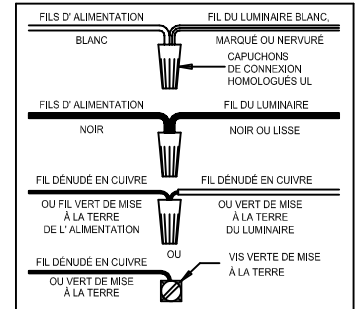 FILS D' ALIMENTATION
FIL DU LUMINAIRE BLANC,
BLANC
MARQUÉ OU NERVURÉ
CAPUCHONS
DE CONNEXION
HOMOLOGUÉS UL
FILS D' ALIMENTATION
FIL DU LUMINAIRE
NOIR
NOIR OU LISSE
FIL DÉNUDÉ EN CUIVRE
FIL DÉNUDÉ EN CUIVRE
OU FIL VERT DE MISE
À LA TERRE
DE L' ALIMENTATION
OU VERT DE MISE
À LA TERRE
DU LUMINAIRE
OU
FIL DÉNUDÉ EN CUIVRE
OU VERT DE MISE
À LA TERRE
VIS VERTE DE MISE
À LA TERRE